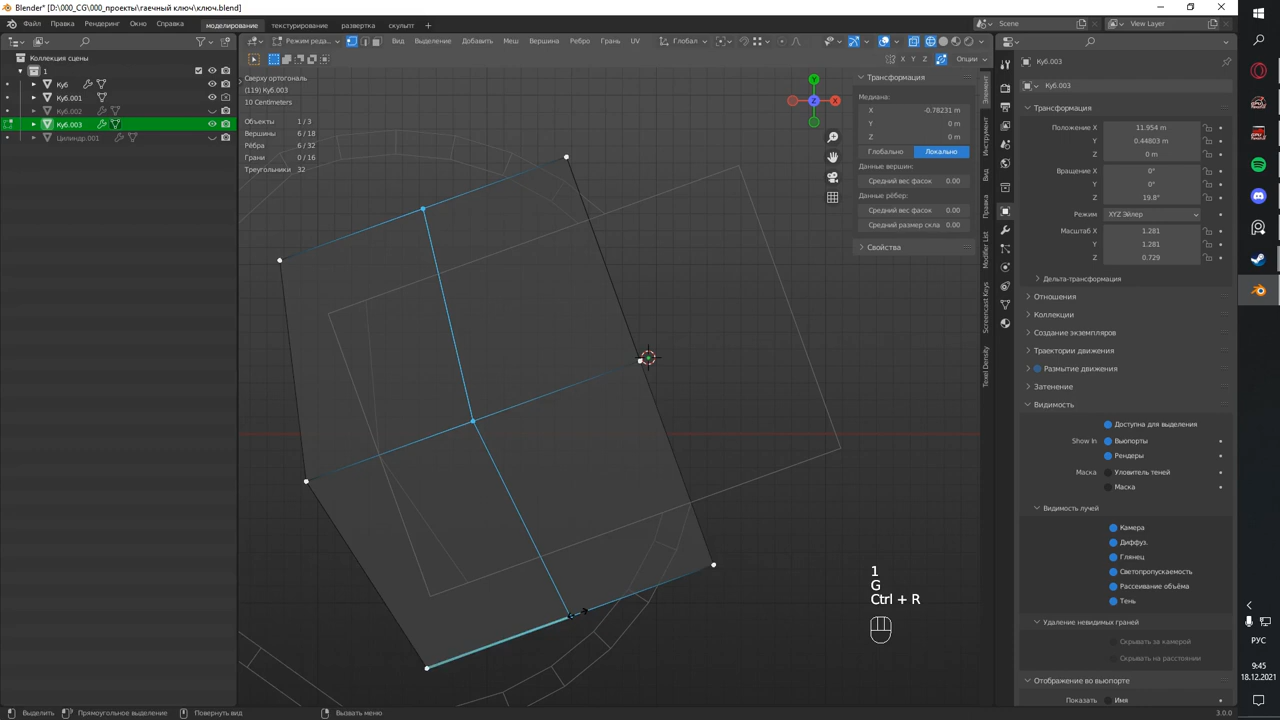 Blender* [D:\000_CG\000_проекты\гаечный ключ\ключ.blend]
Файл Правка Рендеринг Окно Справка моделирование текстурирование развертка скульпт +
Scene View Layer
Режим реда... Вид Выделение Добавить Меш Вершина Ребро Грань UV Глобал
X Y Z Опции
Коллекции сцены
1
Куб
Куб.001
Куб.002
Куб.003
Цилиндр.001
Сверху ортогональ
(119) Куб.003
10 Centimeters
Объекты 1 / 3
Вершины 6 / 18
Рёбра 6 / 32
Грани 0 / 16
Треугольники 32
Y
X
Z
Трансформация
Медиана:
X -0.78231 m
Y 0 m
Z 0 m
Глобально Локально
Данные вершин:
Средний вес фасок 0.00
Данные рёбер:
Средний вес фасок 0.00
Средний размер скла 0.00
Свойства
Элемент
Инструмент
Вид
Правка
Modifier List
Screencast Keys
Texel Density
1
G
Ctrl + R
Куб.003
Куб.003
Трансформация
Положение X 11.954 m
Y 0.44803 m
Z 0 m
Вращение X 0°
Y 0°
Z 19.8°
Режим XYZ Эйлер
Масштаб X 1.281
Y 1.281
Z 0.729
Дельта-трансформация
Отношения
Коллекции
Создание экземпляров
Траектории движения
Размытие движения
Затенение
Видимость
Доступна для выделения
Show In Вьюпорты
Рендеры
Маска Уловитель теней
Маска
Видимость лучей
Камера
Диффуз.
Глянец
Светопропускаемость
Рассеивание объёма
Тень
Удаление невидимых граней
Скрывать за камерой
Скрывать на расстоянии
Отображение во вьюпорте
Показать Имя
Выделить Прямоугольное выделение Повернуть вид Вызвать меню 3.0.0
РУС
9:45
18.12.2021